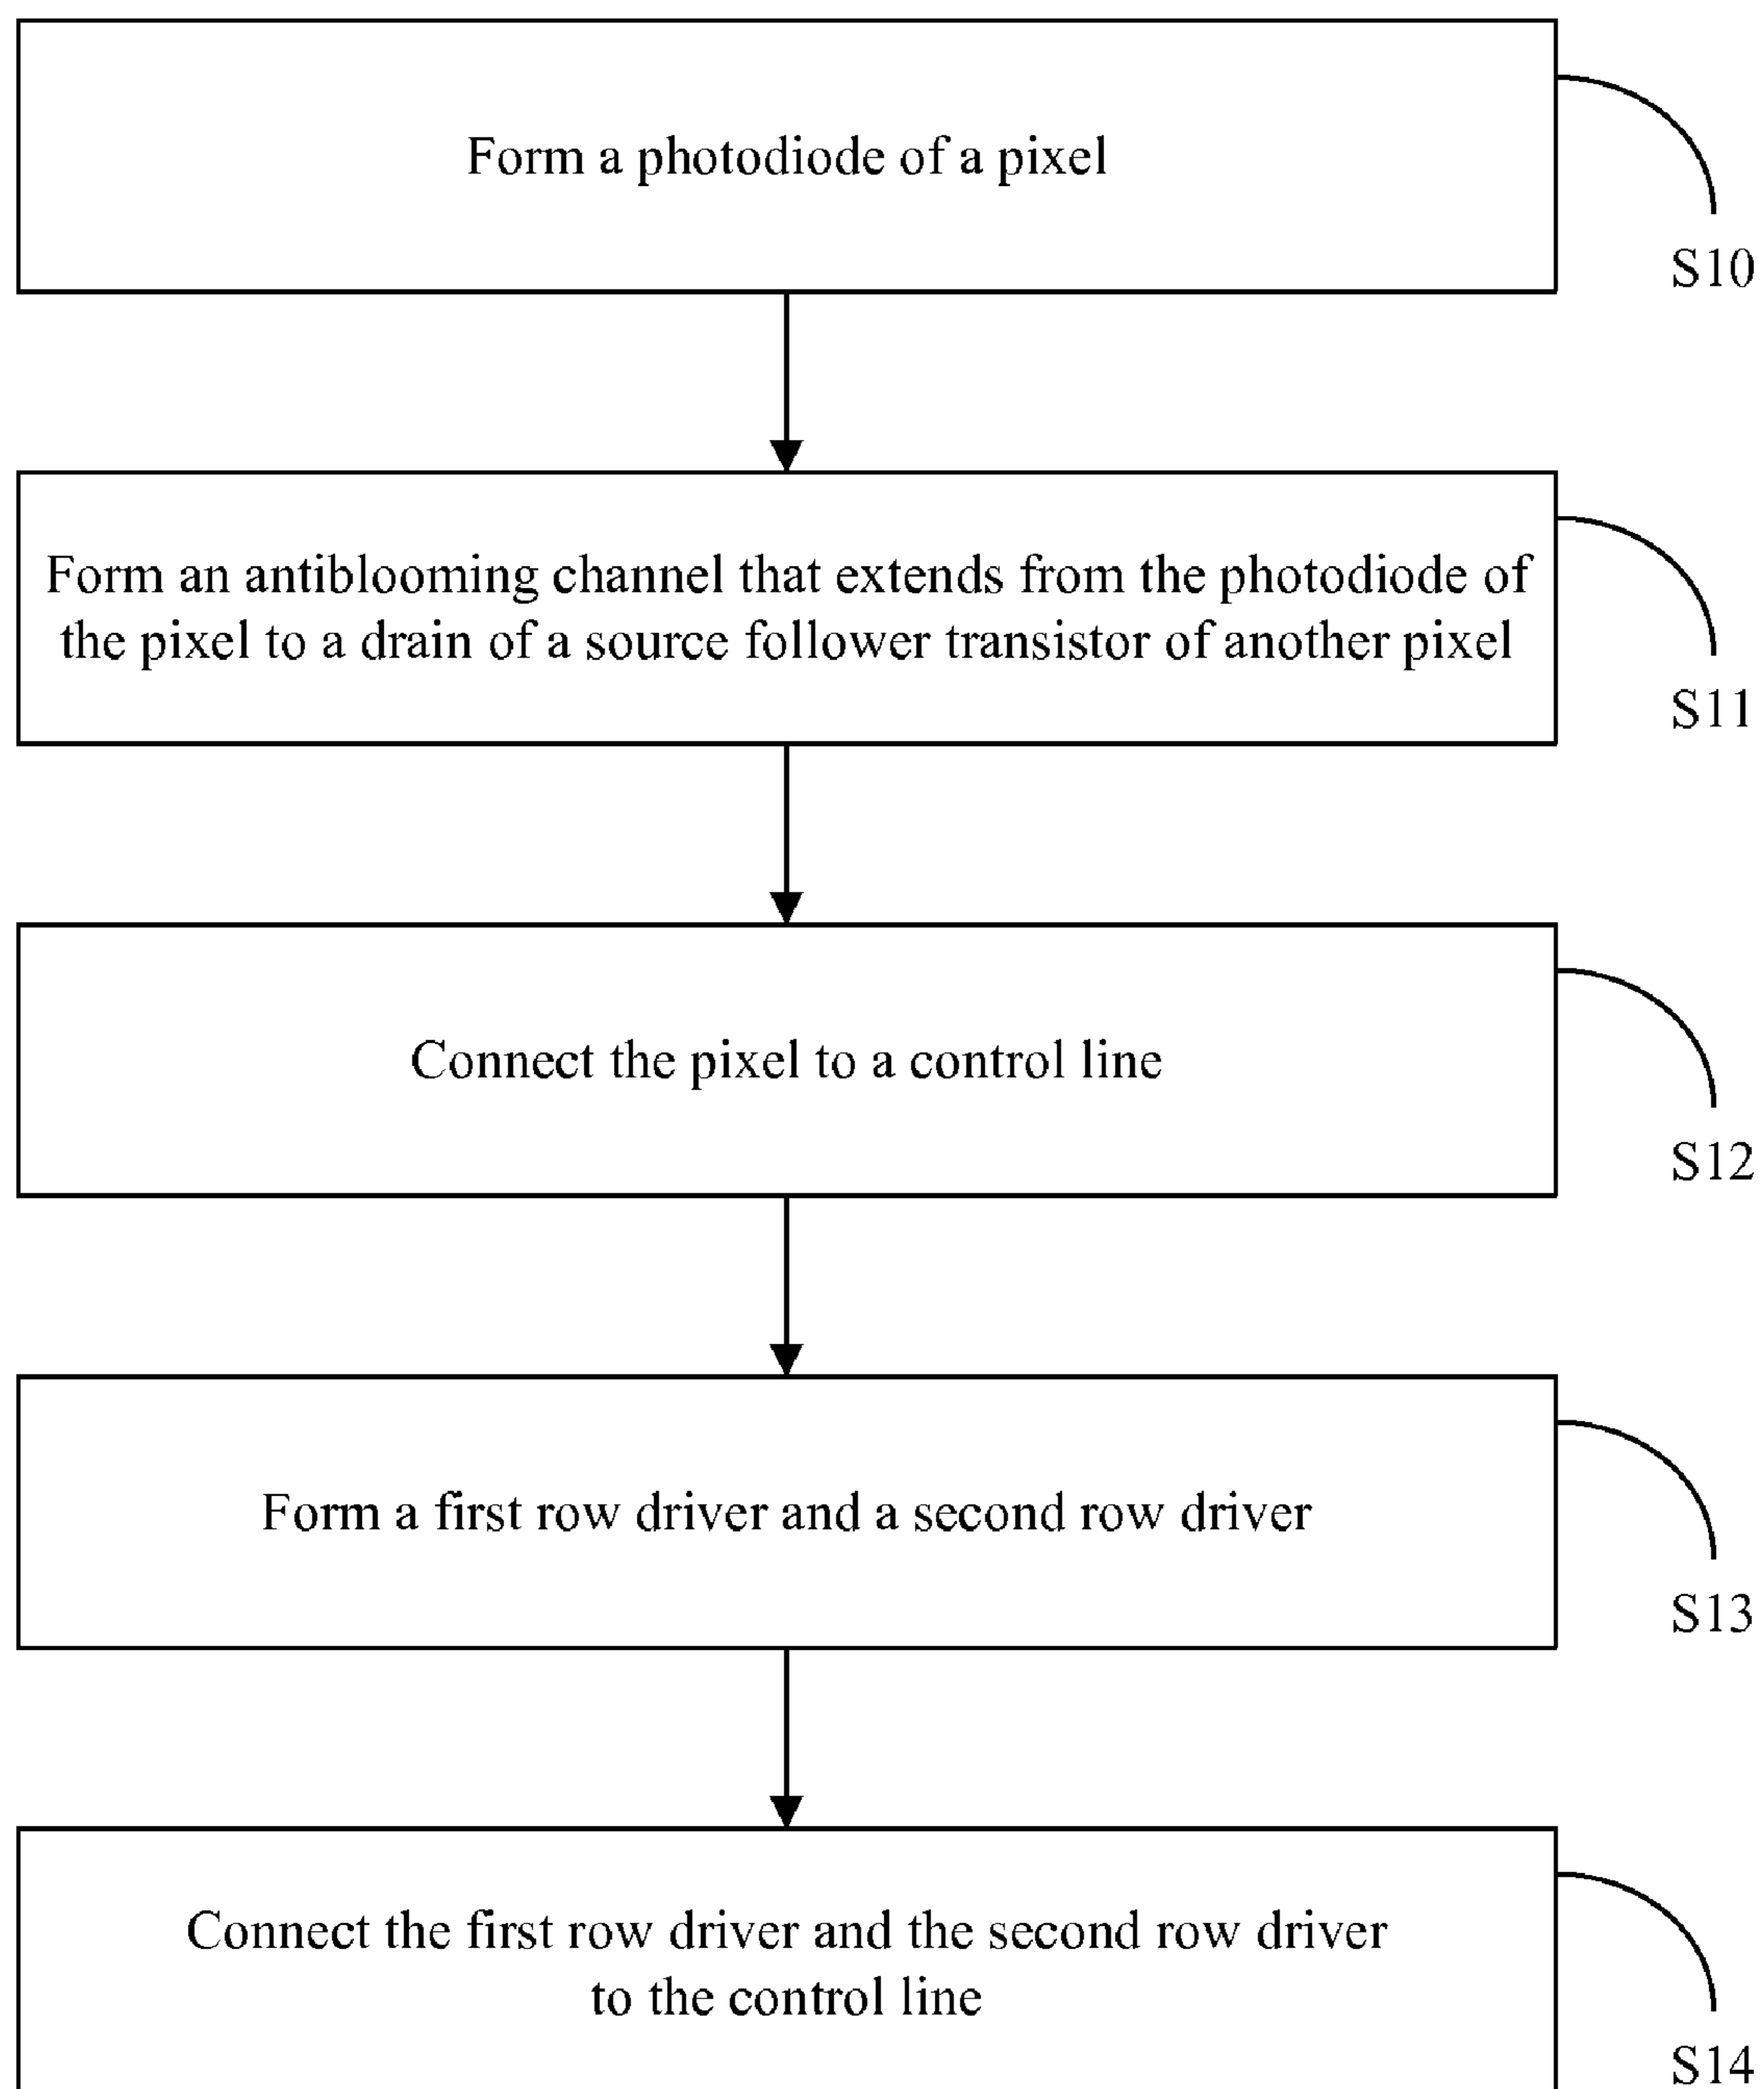 Form a photodiode of a pixel
S10
Form an antiblooming channel that extends from the photodiode of
the pixel to a drain of a source follower transistor of another pixel
S11
Connect the pixel to a control line
S12
Form a first row driver and a second row driver
S13
Connect the first row driver and the second row driver
to the control line
S14